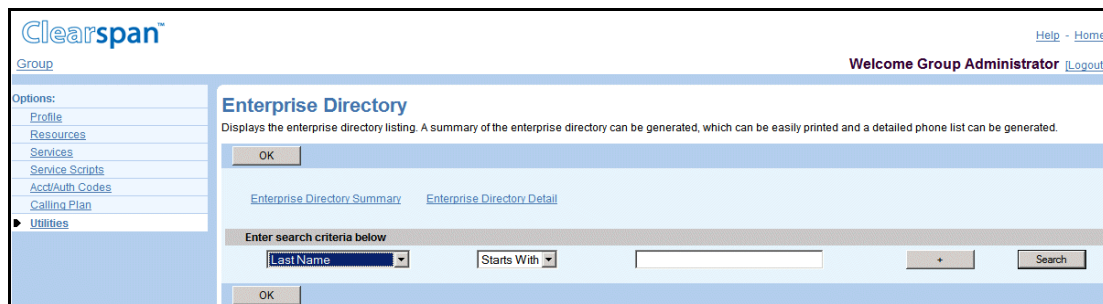 Clearspan™
Help - Home
Group
Welcome Group Administrator [Logout
Options:
Profile
Resources
Services
Service Scripts
Acct/Auth Codes
Calling Plan
Utilities
Enterprise Directory
Displays the enterprise directory listing. A summary of the enterprise directory can be generated, which can be easily printed and a detailed phone list can be generated.
OK
Enterprise Directory Summary Enterprise Directory Detail
Enter search criteria below
Last Name Starts With + Search
OK